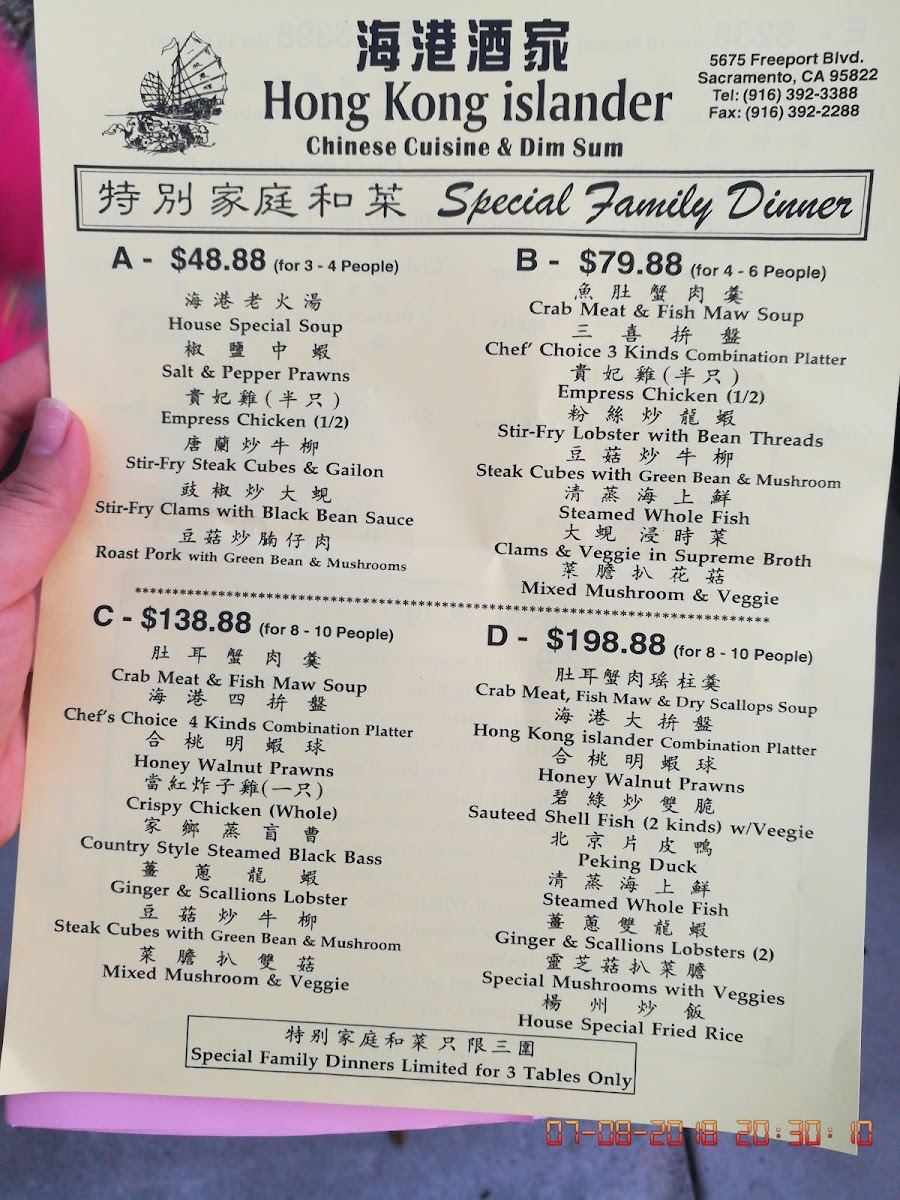 海港酒家
Hong Kong islander
Chinese Cuisine & Dim Sum
5675 Freeport Blvd.
Sacramento, CA 95822
Tel: (916) 392-3388
Fax: (916) 392-2288
特別家庭和菜 Special Family Dinner
A - $48.88 (for 3 - 4 People)
海港老火湯
House Special Soup
椒鹽中蝦
Salt & Pepper Prawns
貴妃雞(半只)
Empress Chicken (1/2)
唐蘭炒牛柳
Stir-Fry Steak Cubes & Gailon
豉椒炒大蜆
Stir-Fry Clams with Black Bean Sauce
豆菇炒腩仔肉
Roast Pork with Green Bean & Mushrooms
B - $79.88 (for 4 - 6 People)
魚肚蟹肉羹
Crab Meat & Fish Maw Soup
三喜拚盤
Chef' Choice 3 Kinds Combination Platter
貴妃雞(半只)
Empress Chicken (1/2)
粉絲炒龍蝦
Stir-Fry Lobster with Bean Threads
豆菇炒牛柳
Steak Cubes with Green Bean & Mushroom
清蒸海上鮮
Steamed Whole Fish
大蜆浸時菜
Clams & Veggie in Supreme Broth
菜膽扒花菇
Mixed Mushroom & Veggie
C - $138.88 (for 8 - 10 People)
肚耳蟹肉羹
Crab Meat & Fish Maw Soup
海港四拚盤
Chef's Choice 4 Kinds Combination Platter
合桃明蝦球
Honey Walnut Prawns
當紅炸子雞(一只)
Crispy Chicken (Whole)
家鄉蒸盲曹
Country Style Steamed Black Bass
薑蔥龍蝦
Ginger & Scallions Lobster
豆菇炒牛柳
Steak Cubes with Green Bean & Mushroom
菜膽扒雙菇
Mixed Mushroom & Veggie
D - $198.88 (for 8 - 10 People)
肚耳蟹肉瑤柱羹
Crab Meat, Fish Maw & Dry Scallops Soup
海港大拚盤
Hong Kong islander Combination Platter
合桃明蝦球
Honey Walnut Prawns
碧綠炒雙脆
Sauteed Shell Fish (2 kinds) w/Veegie
北京片皮鴨
Peking Duck
清蒸海上鮮
Steamed Whole Fish
薑蔥雙龍蝦
Ginger & Scallions Lobsters (2)
靈芝菇扒菜膽
Special Mushrooms with Veggies
楊州炒飯
House Special Fried Rice
特別家庭和菜只限三圍
Special Family Dinners Limited for 3 Tables Only
07-08-2018 20:30:10